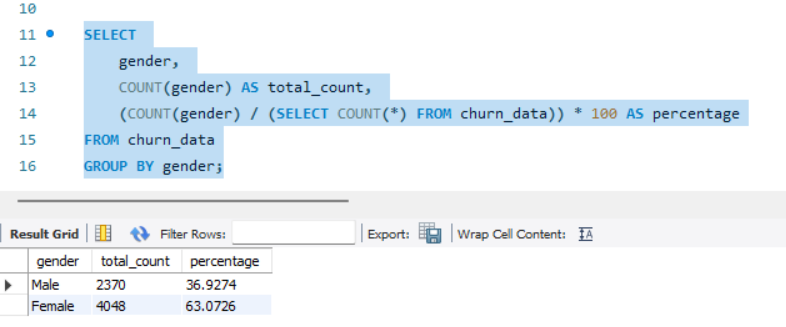 10
11 SELECT
12 gender,
13 COUNT(gender) AS total_count,
14 (COUNT(gender) / (SELECT COUNT(*) FROM churn_data)) * 100 AS percentage
15 FROM churn_data
16 GROUP BY gender;
Result Grid Filter Rows: Export: Wrap Cell Content: IA
gender total_count percentage
Male 2370 36.9274
Female 4048 63.0726